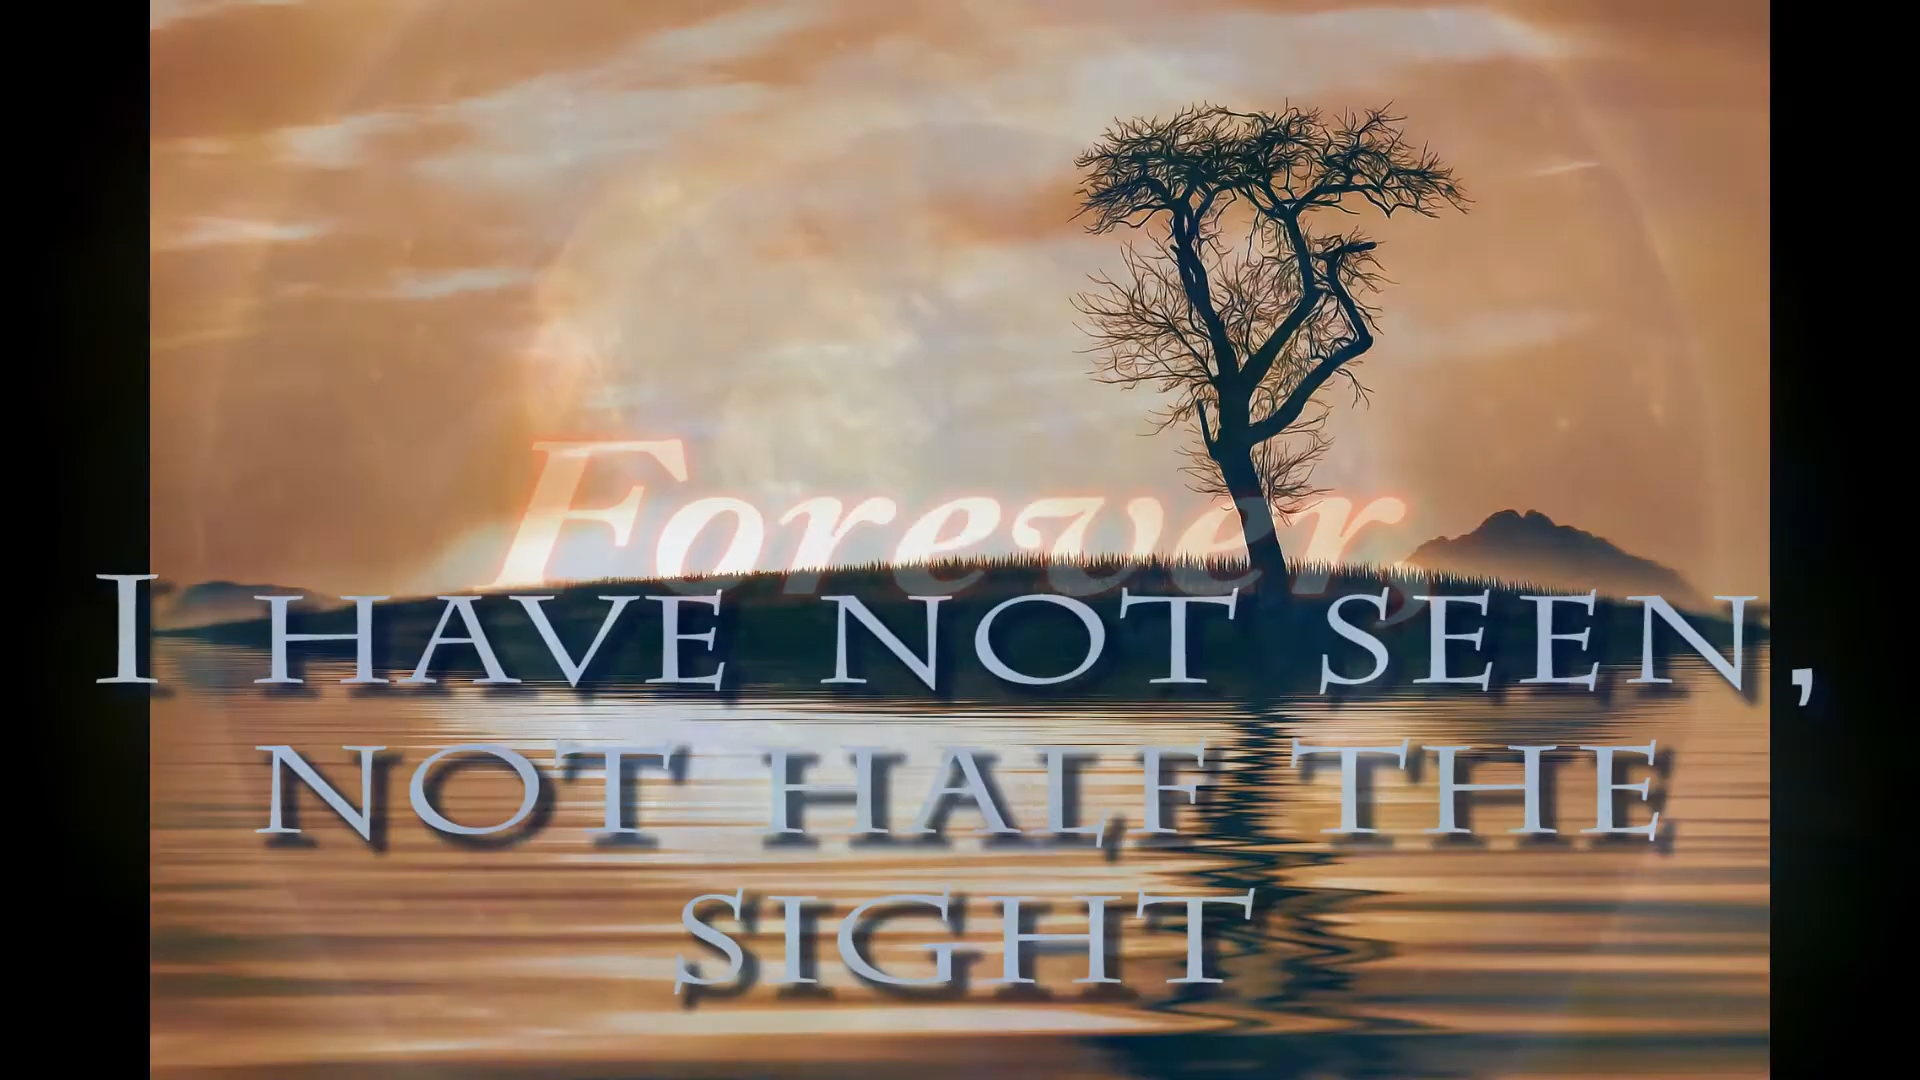 Forever,
I HAVE NOT SEEN,
NOT HALF THE
SIGHT